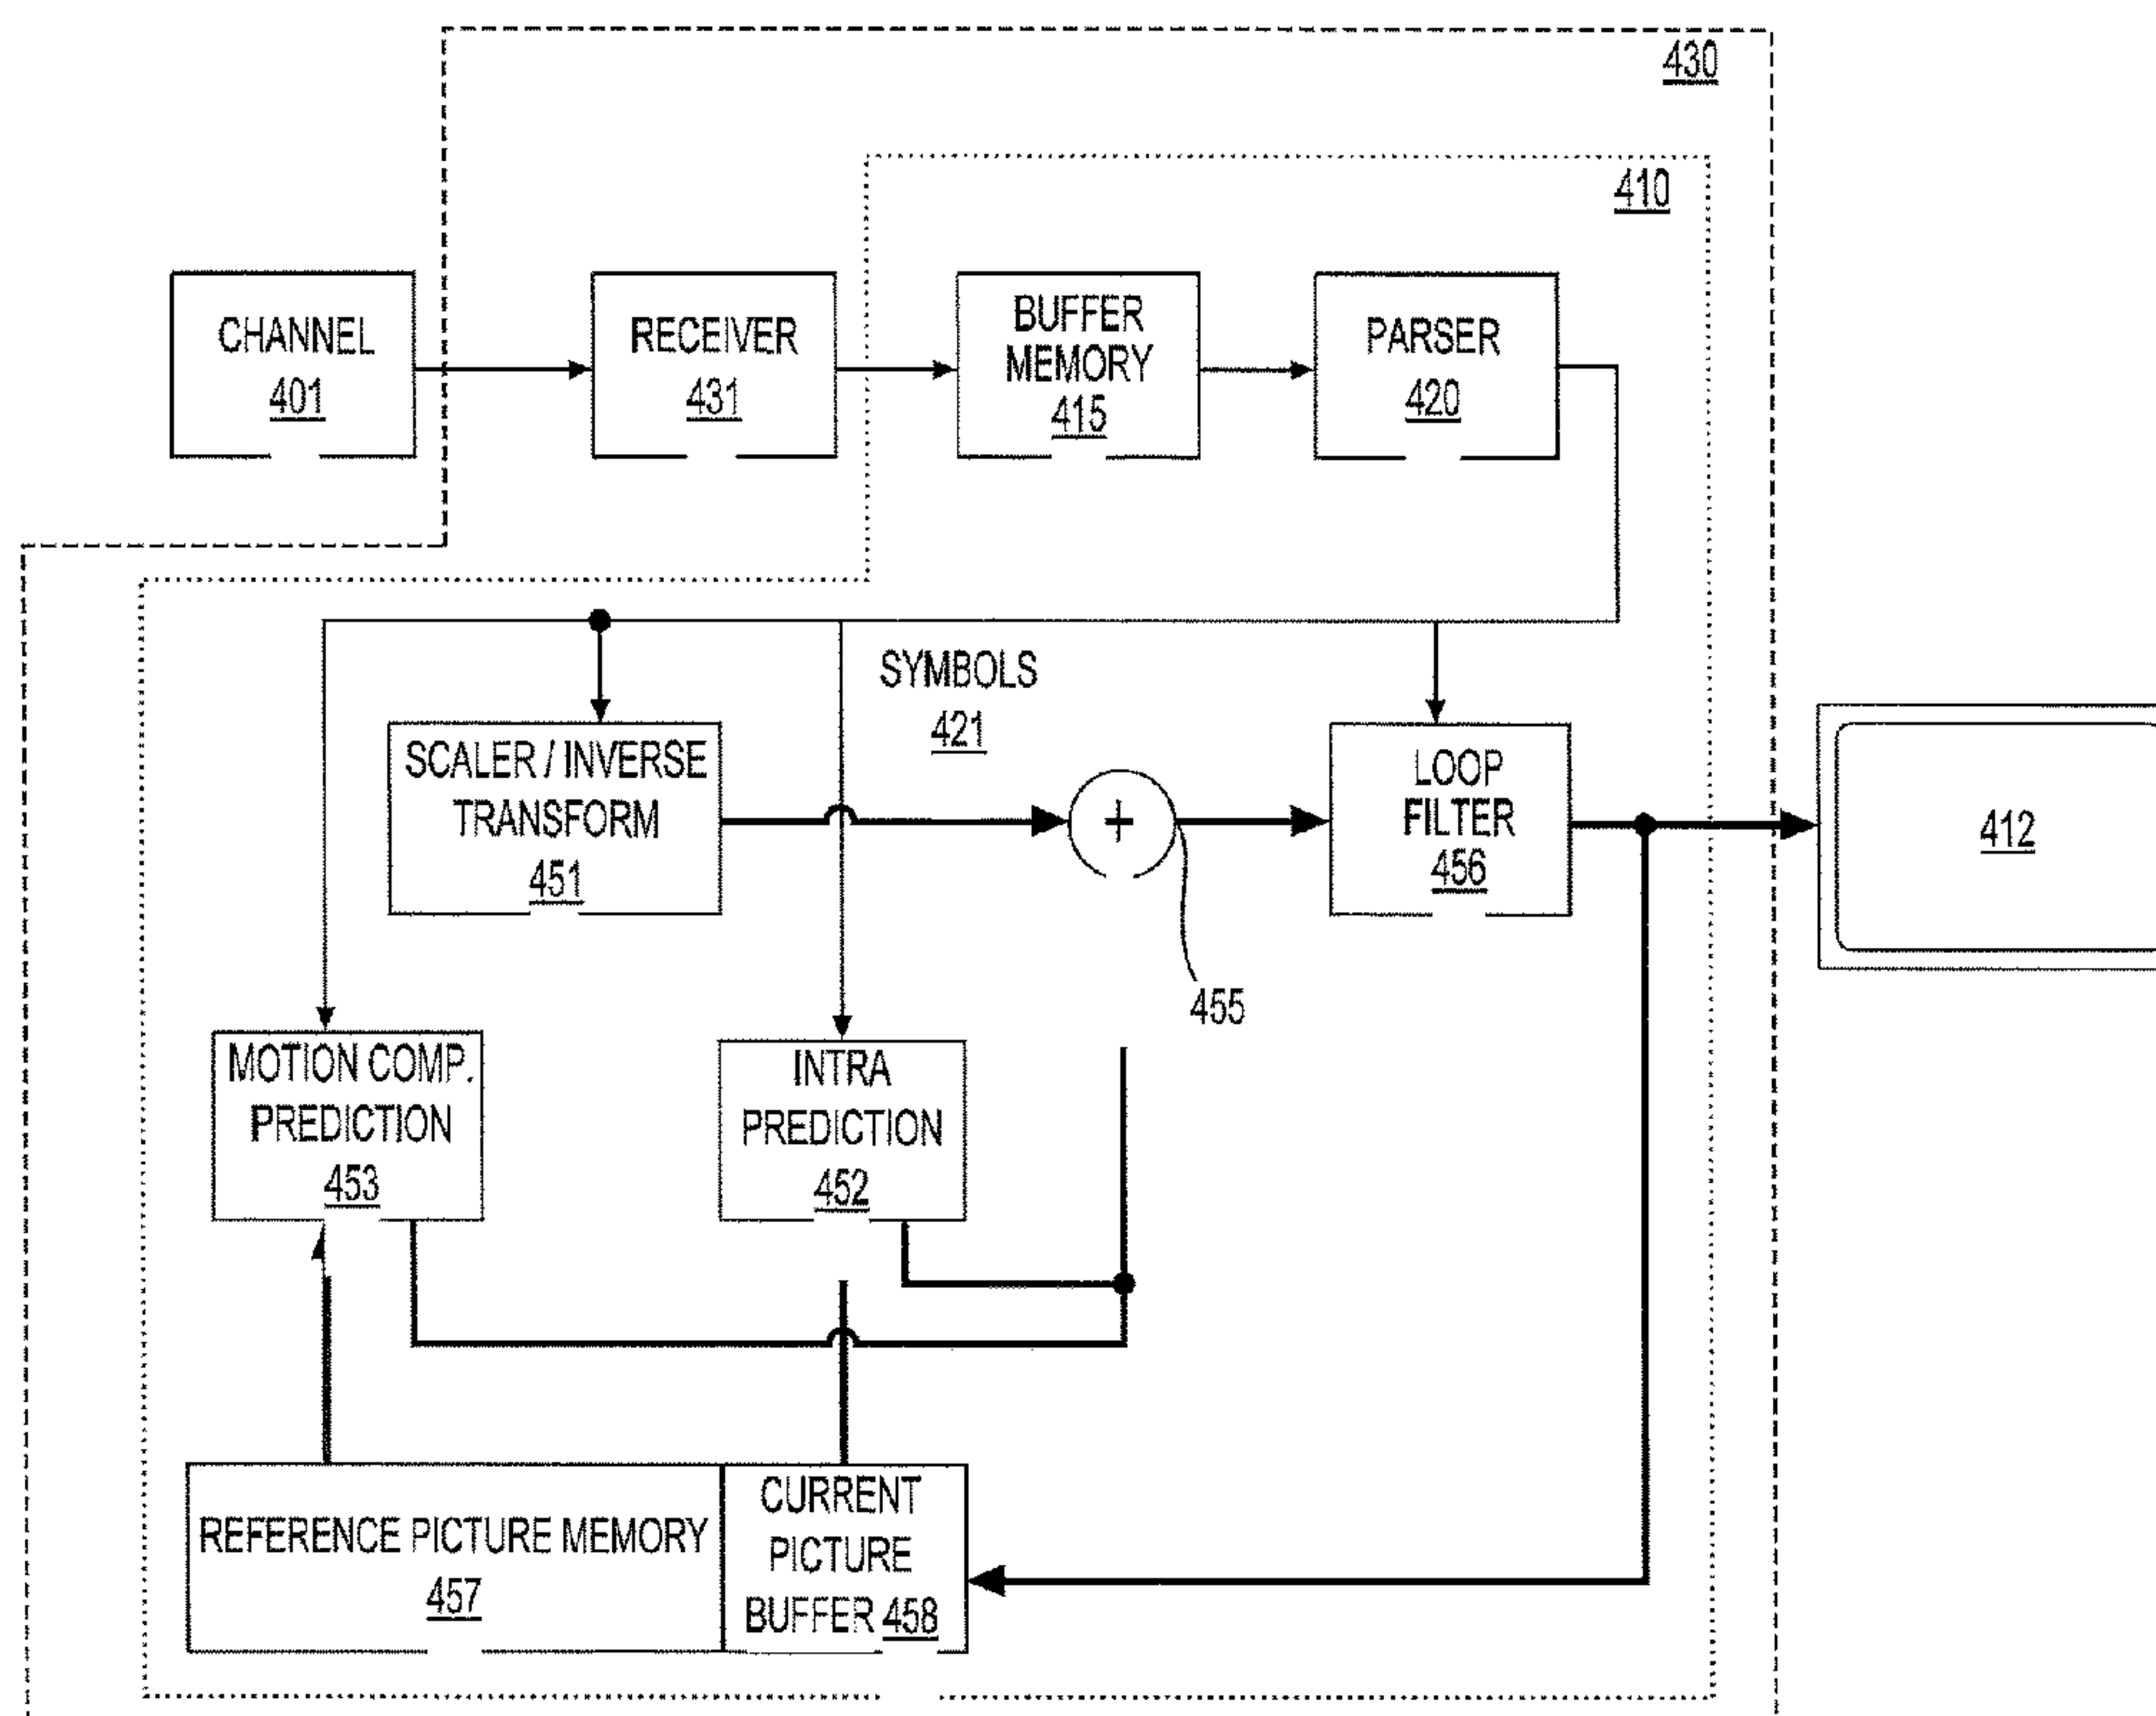 430
410
CHANNEL
401
RECEIVER
431
BUFFER
MEMORY
415
PARSER
420
SYMBOLS
421
SCALER / INVERSE
TRANSFORM
451
+
455
LOOP
FILTER
456
412
MOTION COMP.
PREDICTION
453
INTRA
PREDICTION
452
REFERENCE PICTURE MEMORY
457
CURRENT
PICTURE
BUFFER 458